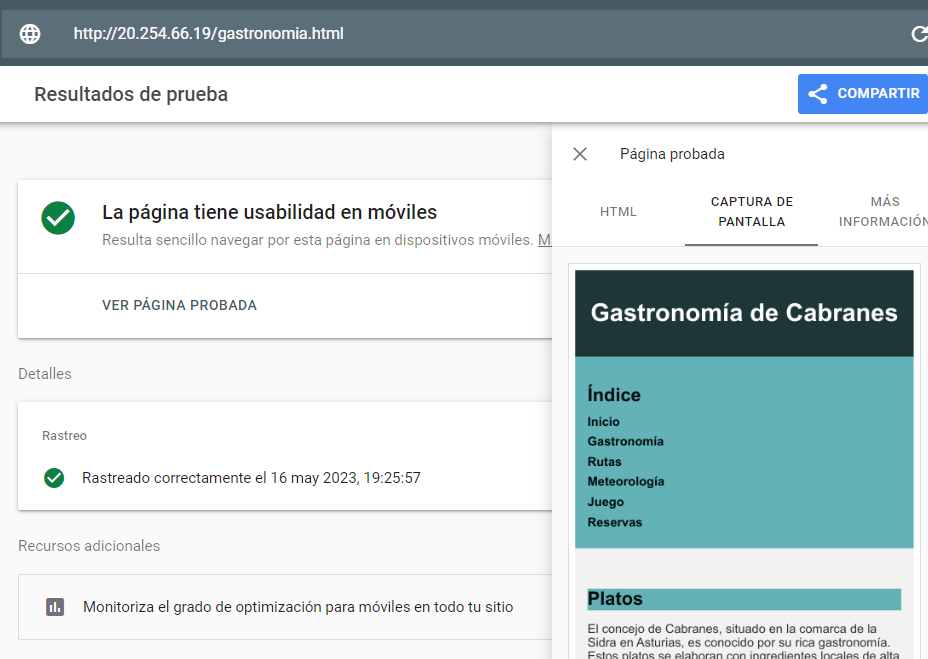 http://20.254.66.19/gastronomia.html
Resultados de prueba
COMPARTIR
La página tiene usabilidad en móviles
Resulta sencillo navegar por esta página en dispositivos móviles.
VER PÁGINA PROBADA
Detalles
Rastreo
Rastreado correctamente el 16 may 2023, 19:25:57
Recursos adicionales
Monitoriza el grado de optimización para móviles en todo tu sitio
Página probada
HTML
CAPTURA DE
PANTALLA
MÁS
INFORMACIÓN
Gastronomía de Cabranes
Índice
Inicio
Gastronomía
Rutas
Meteorología
Juego
Reservas
Platos
El concejo de Cabranes, situado en la comarca de la
Sidra en Asturias, es conocido por su rica gastronomía.
Estos platos se elaboran con ingredientes locales de alta